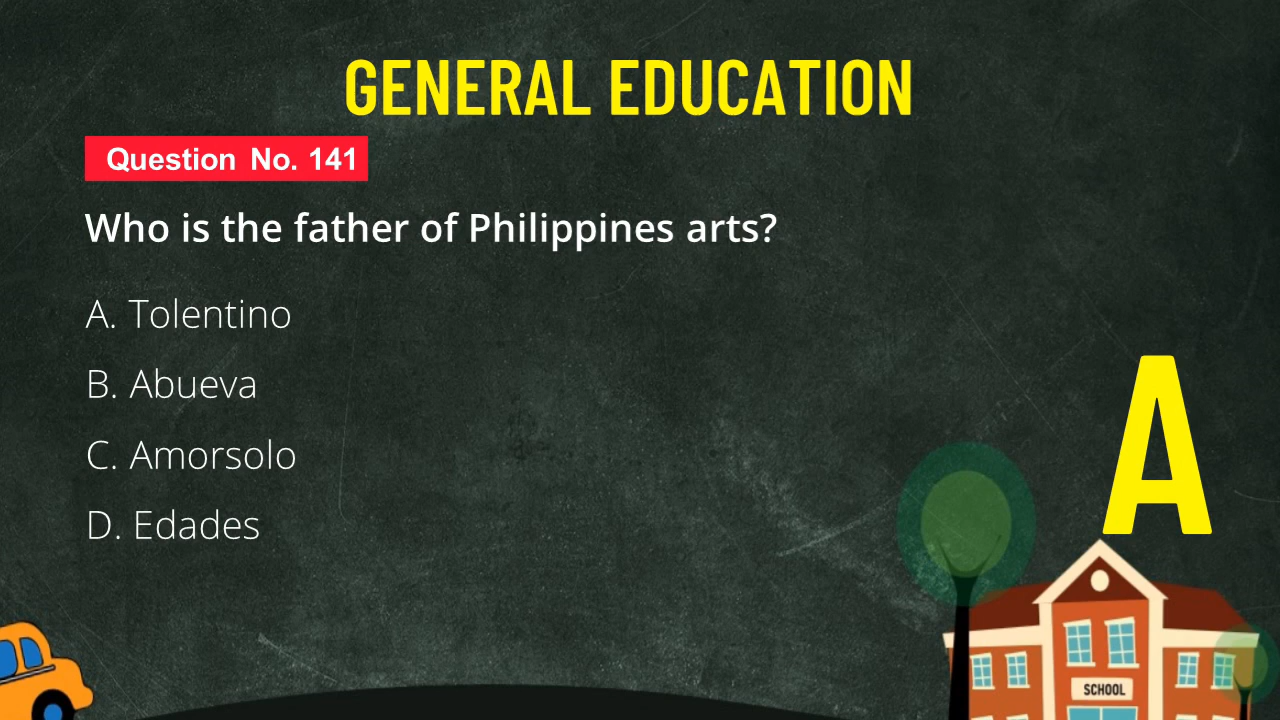 GENERAL EDUCATION
Question No. 141
Who is the father of Philippines arts?
A. Tolentino
B. Abueva
C. Amorsolo
D. Edades
A
SCHOOL